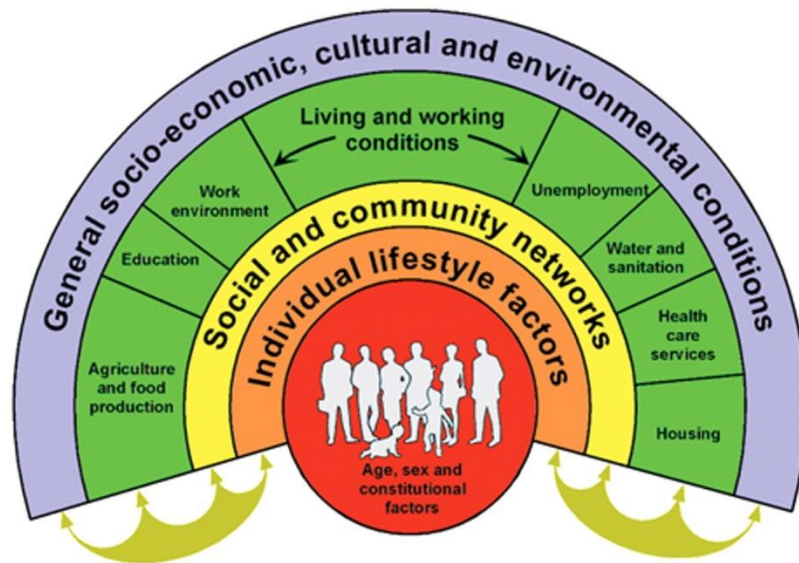 General socio-economic, cultural and environmental conditions
Living and working
conditions
Work
environment
Unemployment
Education
Water and
sanitation
Agriculture
and food
production
Health
care
services
Housing
Social and community networks
Individual lifestyle factors
Age, sex and
constitutional
factors